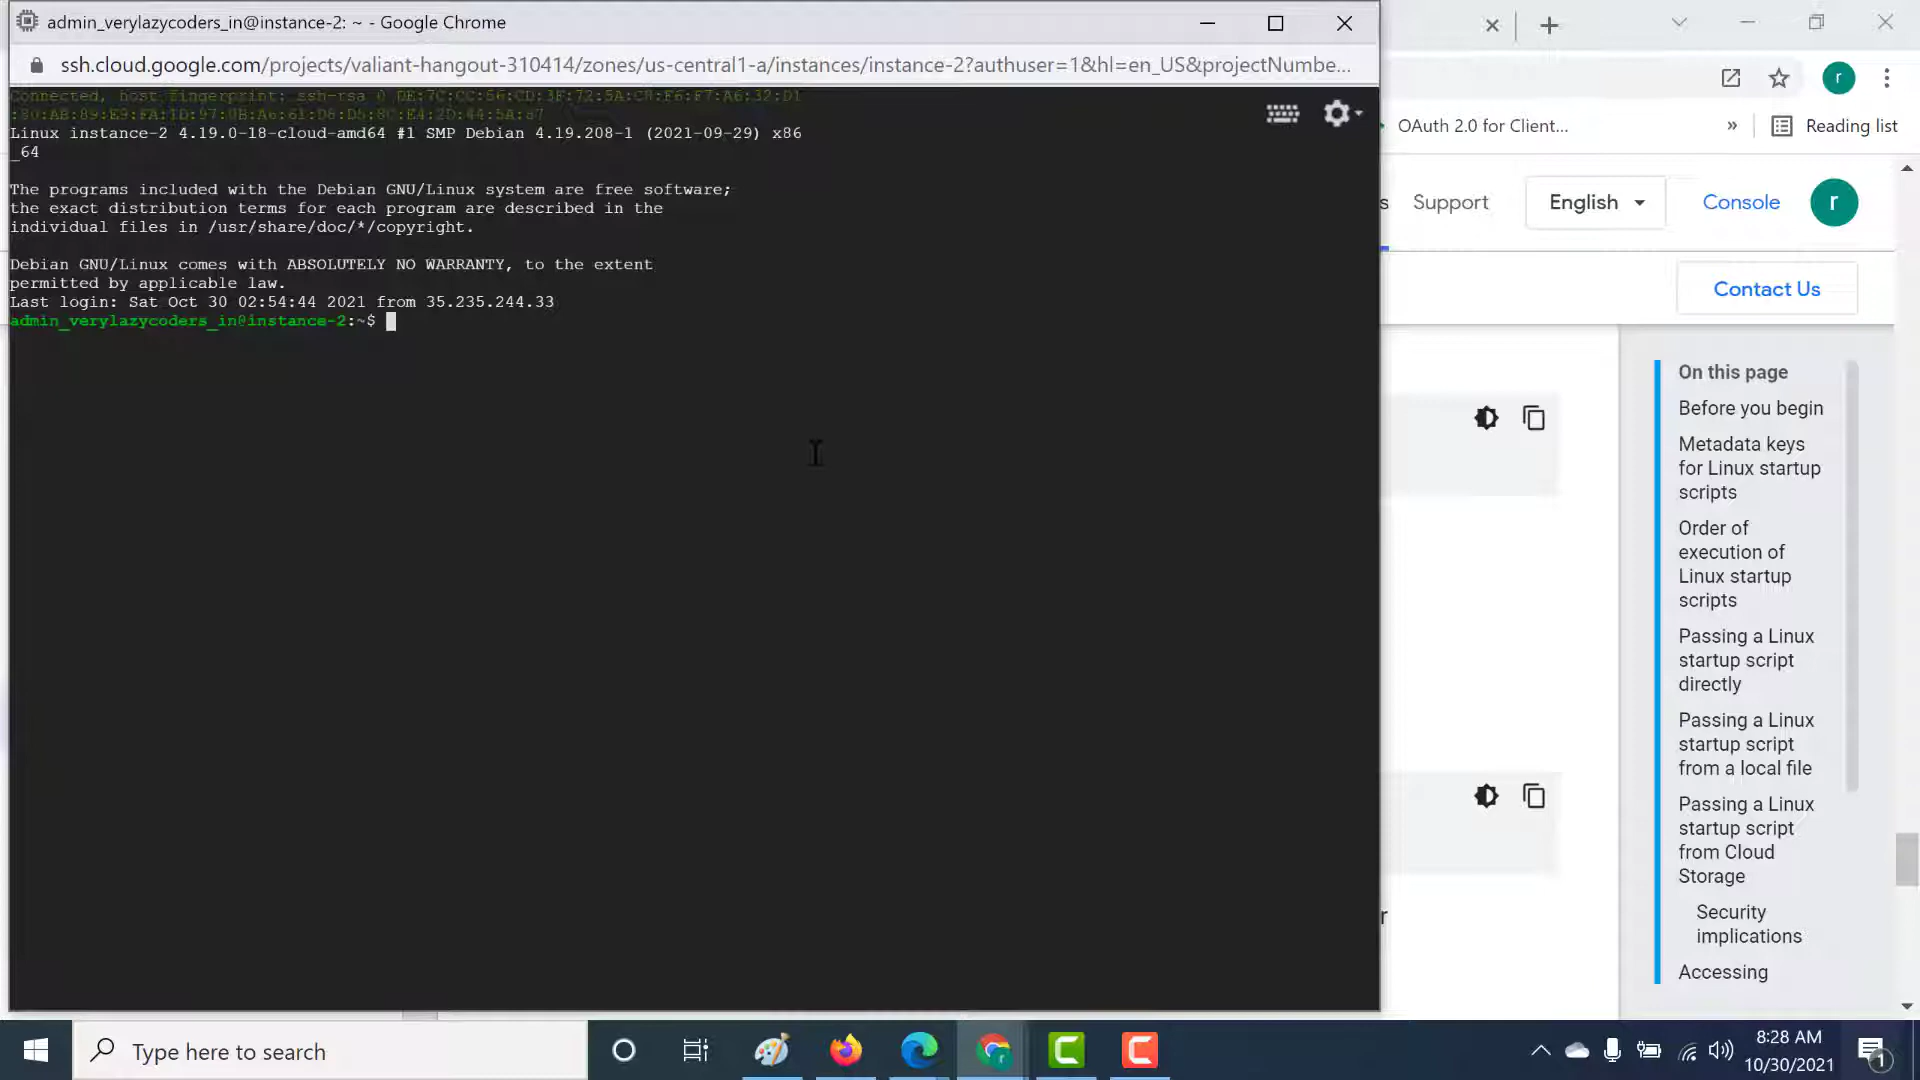 admin_verylazycoders_in@instance-2: ~ - Google Chrome
ssh.cloud.google.com/projects/valiant-hangout-310414/zones/us-central1-a/instances/instance-2?authuser=1&hl=en_US&projectNumbe...
Connected, host fingerprint: ssh-rsa 0
Linux instance-2 4.19.0-18-cloud-amd64 #1 SMP Debian 4.19.208-1 (2021-09-29) x86
_64
The programs included with the Debian GNU/Linux system are free software;
the exact distribution terms for each program are described in the
individual files in /usr/share/doc/*/copyright.
Debian GNU/Linux comes with ABSOLUTELY NO WARRANTY, to the extent
permitted by applicable law.
Last login: Sat Oct 30 02:54:44 2021 from 35.235.244.33
admin_verylazycoders_in@instance-2:~$
r
OAuth 2.0 for Client...
»
Reading list
s
Support
English
Console
r
Contact Us
On this page
Before you begin
Metadata keys
for Linux startup
scripts
Order of
execution of
Linux startup
scripts
Passing a Linux
startup script
directly
Passing a Linux
startup script
from a local file
Passing a Linux
startup script
from Cloud
Storage
Security
implications
Accessing
r
Type here to search
8:28 AM
10/30/2021
1